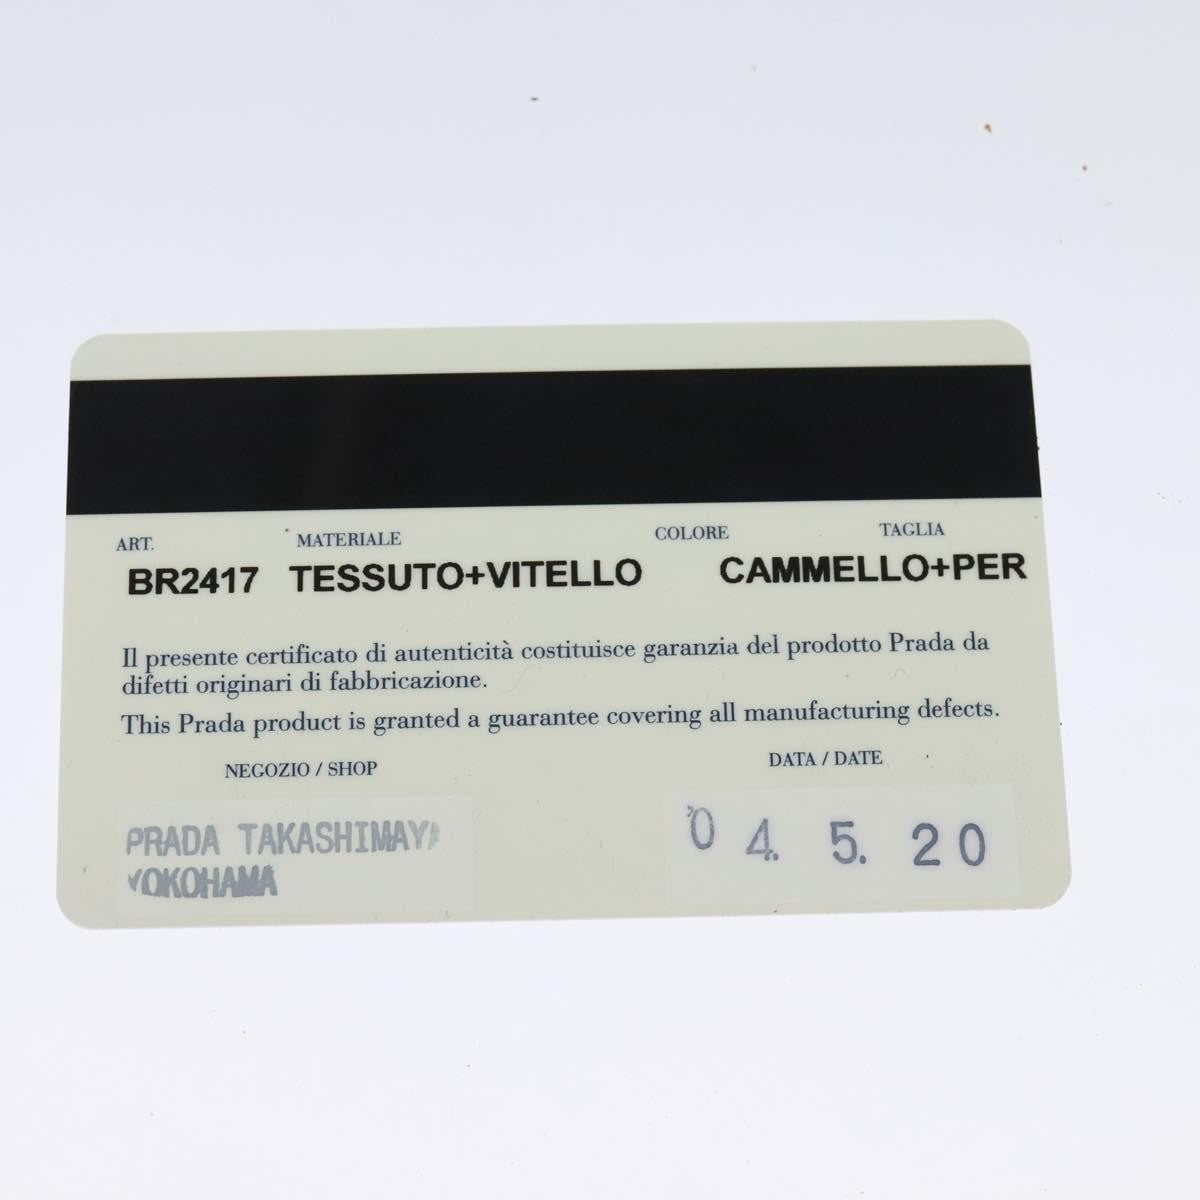 ART. MATERIALE COLORE TAGLIA
BR2417 TESSUTO+VITELLO CAMMELLO+PER
Il presente certificato di autenticità costituisce garanzia del prodotto Prada da
difetti originari di fabbricazione.
This Prada product is granted a guarantee covering all manufacturing defects.
NEGOZIO / SHOP DATA / DATE
PRADA TAKASHIMAYA '04. 5. 20
YOKOHAMA